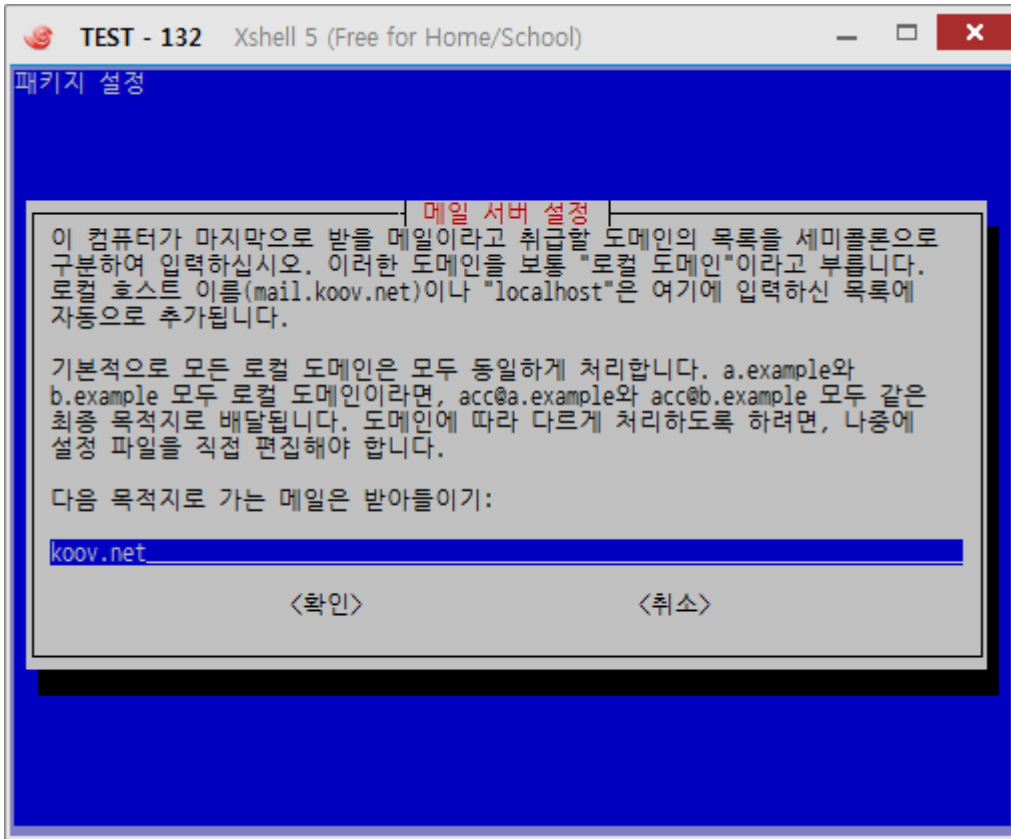 TEST - 132 Xshell 5 (Free for Home/School)
패키지 설정
메일 서버 설정
이 컴퓨터가 마지막으로 받을 메일이라고 취급할 도메인의 목록을 세미콜론으로
구분하여 입력하십시오. 이러한 도메인을 보통 "로컬 도메인"이라고 부릅니다.
로컬 호스트 이름(mail.koov.net)이나 "localhost"은 여기에 입력하신 목록에
자동으로 추가됩니다.
기본적으로 모든 로컬 도메인은 모두 동일하게 처리합니다. a.example와
b.example 모두 로컬 도메인이라면, acc@a.example와 acc@b.example 모두 같은
최종 목적지로 배달됩니다. 도메인에 따라 다르게 처리하도록 하려면, 나중에
설정 파일을 직접 편집해야 합니다.
다음 목적지로 가는 메일은 받아들이기:
koov.net
<확인> <취소>